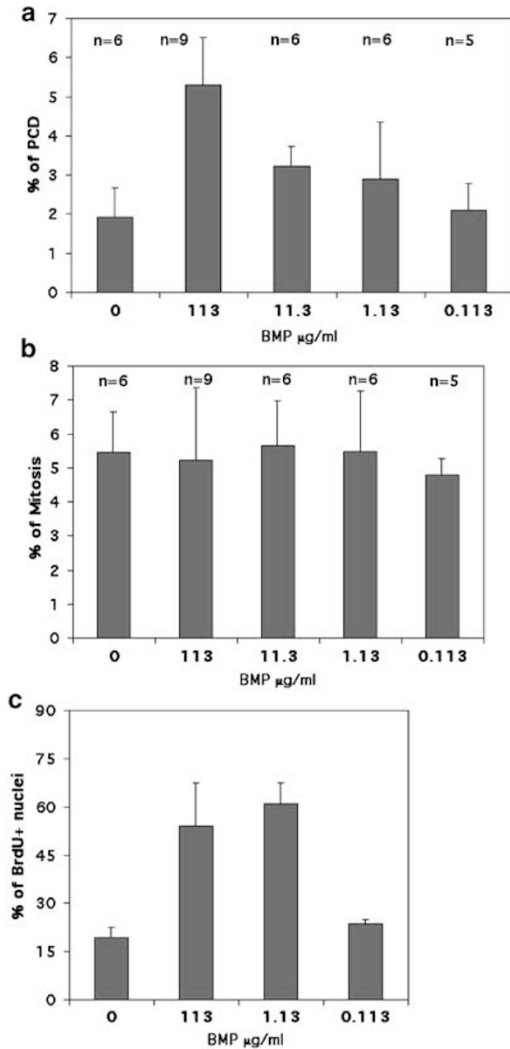 a
7
n=6 n=9 n=6 n=6 n=5
6
5
4
3
2
1
0
% of PCD
0 113 11.3 1.13 0.113
BMP µg/ml
b
8
n=6 n=9 n=6 n=6 n=5
7
6
5
4
3
2
1
0
% of Mitosis
0 113 11.3 1.13 0.113
BMP µg/ml
c
90
75
60
45
30
15
0
% of BrdU+ nuclei
0 113 1.13 0.113
BMP µg/ml